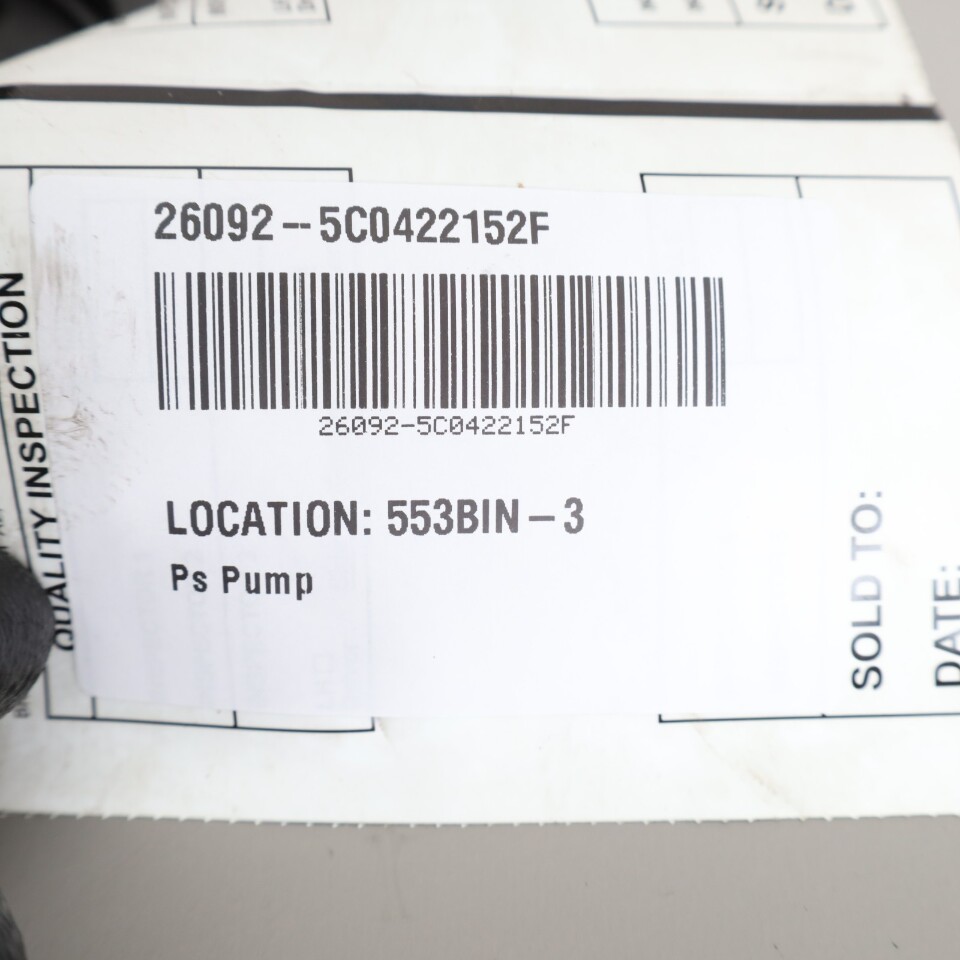 26092--5C0422152F
26092-5C0422152F
LOCATION: 553BIN-3
Ps Pump
QUALITY INSPECTION
SOLD TO:
DATE: